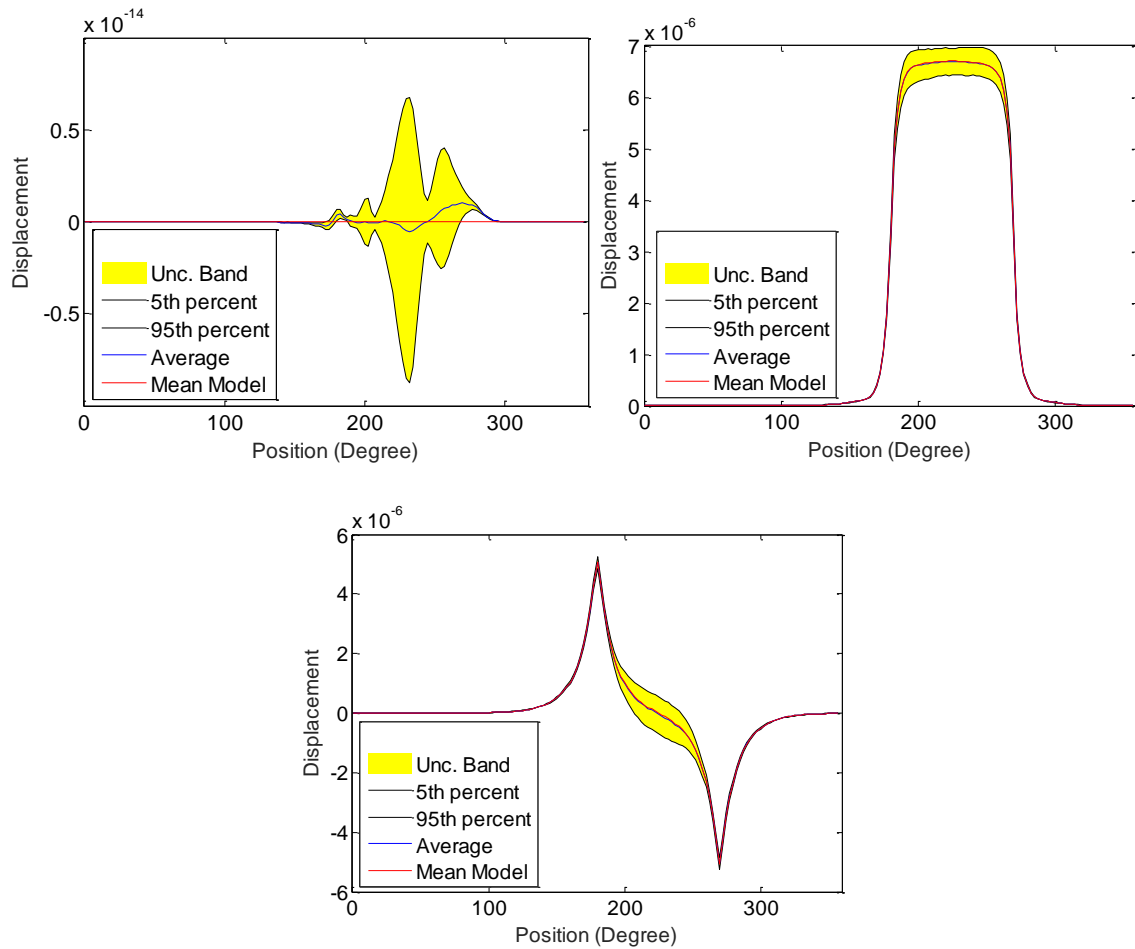 x 10-14
0.5
0
-0.5
Displacement
Unc. Band
5th percent
95th percent
Average
Mean Model
0 100 200 300
Position (Degree)
x 10-6
7
6
5
4
3
2
1
0
Displacement
Unc. Band
5th percent
95th percent
Average
Mean Model
0 100 200 300
Position (Degree)
x 10-6
6
4
2
0
-2
-4
-6
Displacement
Unc. Band
5th percent
95th percent
Average
Mean Model
0 100 200 300
Position (Degree)